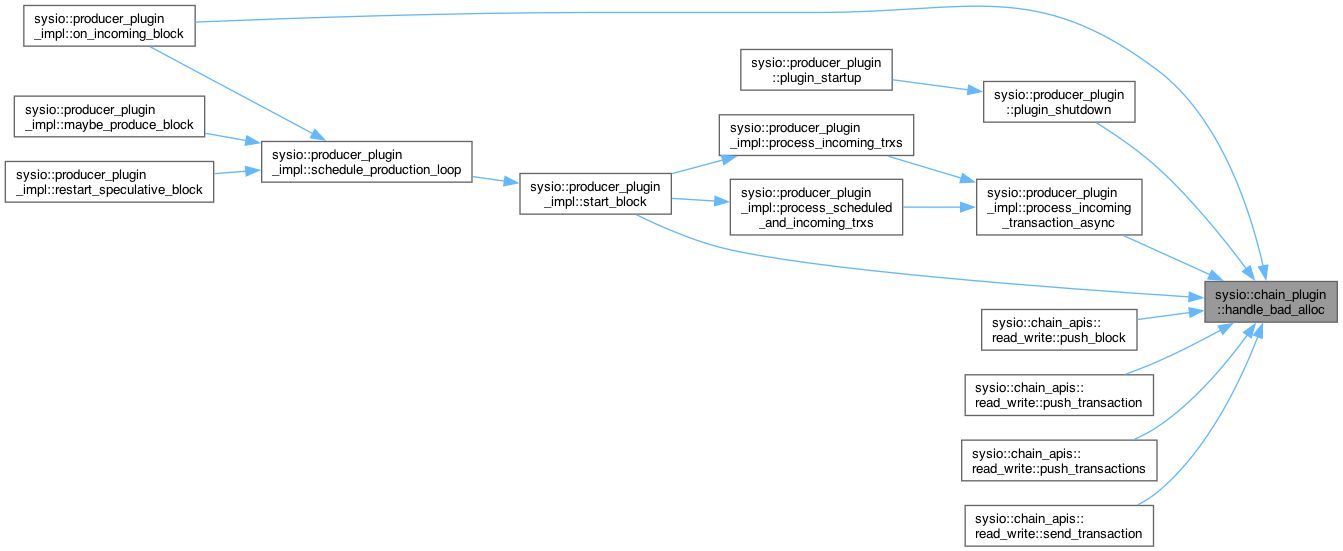 sysio::producer_plugin
_impl::on_incoming_block
sysio::producer_plugin
_impl::maybe_produce_block
sysio::producer_plugin
_impl::restart_speculative_block
sysio::producer_plugin
_impl::schedule_production_loop
sysio::producer_plugin
_impl::start_block
sysio::producer_plugin
::plugin_startup
sysio::producer_plugin
_impl::process_incoming_trxs
sysio::producer_plugin
_impl::process_scheduled
_and_incoming_trxs
sysio::producer_plugin
::plugin_shutdown
sysio::producer_plugin
_impl::process_incoming
_transaction_async
sysio::chain_plugin
::handle_bad_alloc
sysio::chain_apis::
read_write::push_block
sysio::chain_apis::
read_write::push_transaction
sysio::chain_apis::
read_write::push_transactions
sysio::chain_apis::
read_write::send_transaction